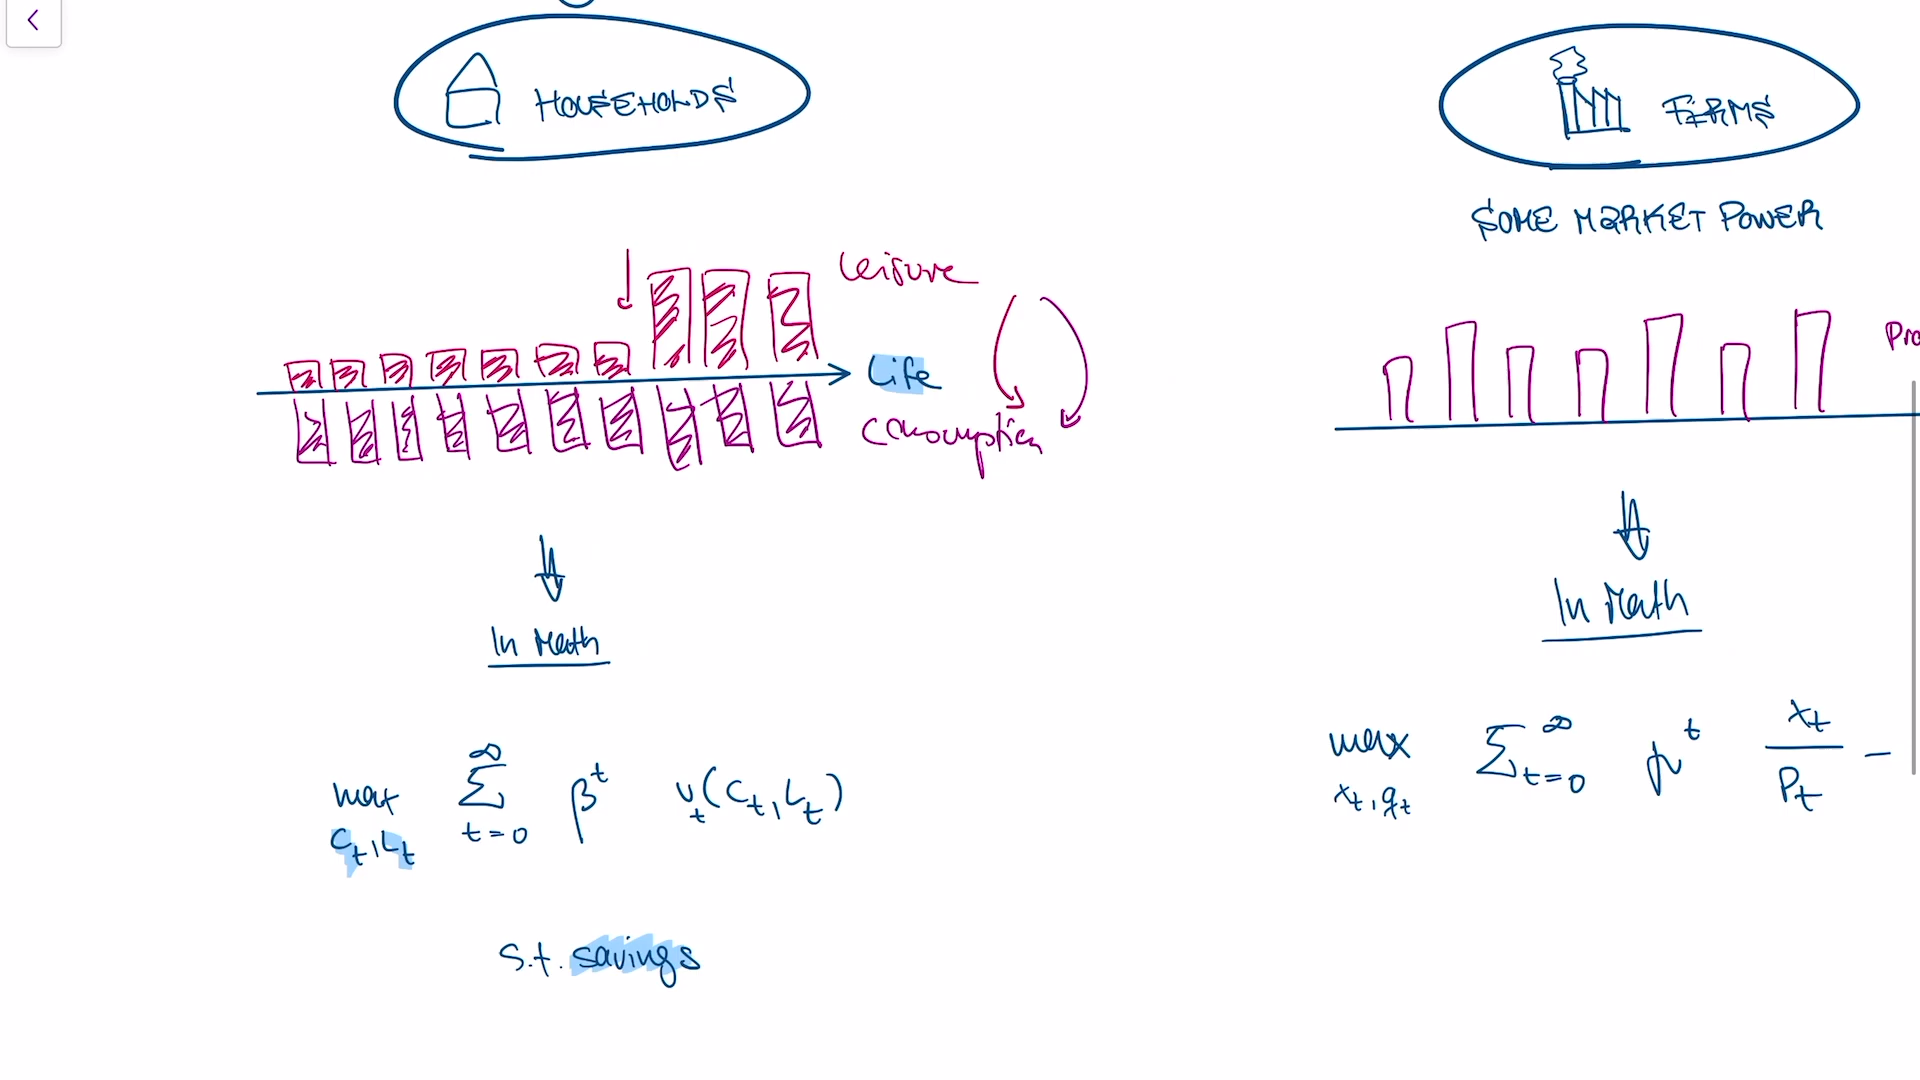 HOUSEHOLDS
leisure
Life
consumption
In Math
max Σ β^t u_t(C_t, L_t)
∞
t=0
C_t, L_t
s.t. savings
FIRMS
SOME MARKET POWER
Pro
In Math
max Σ_{t=0}^∞ β^t x_t / P_t −
x_t, q_t